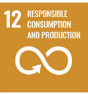 12 RESPONSIBLE
CONSUMPTION
AND PRODUCTION